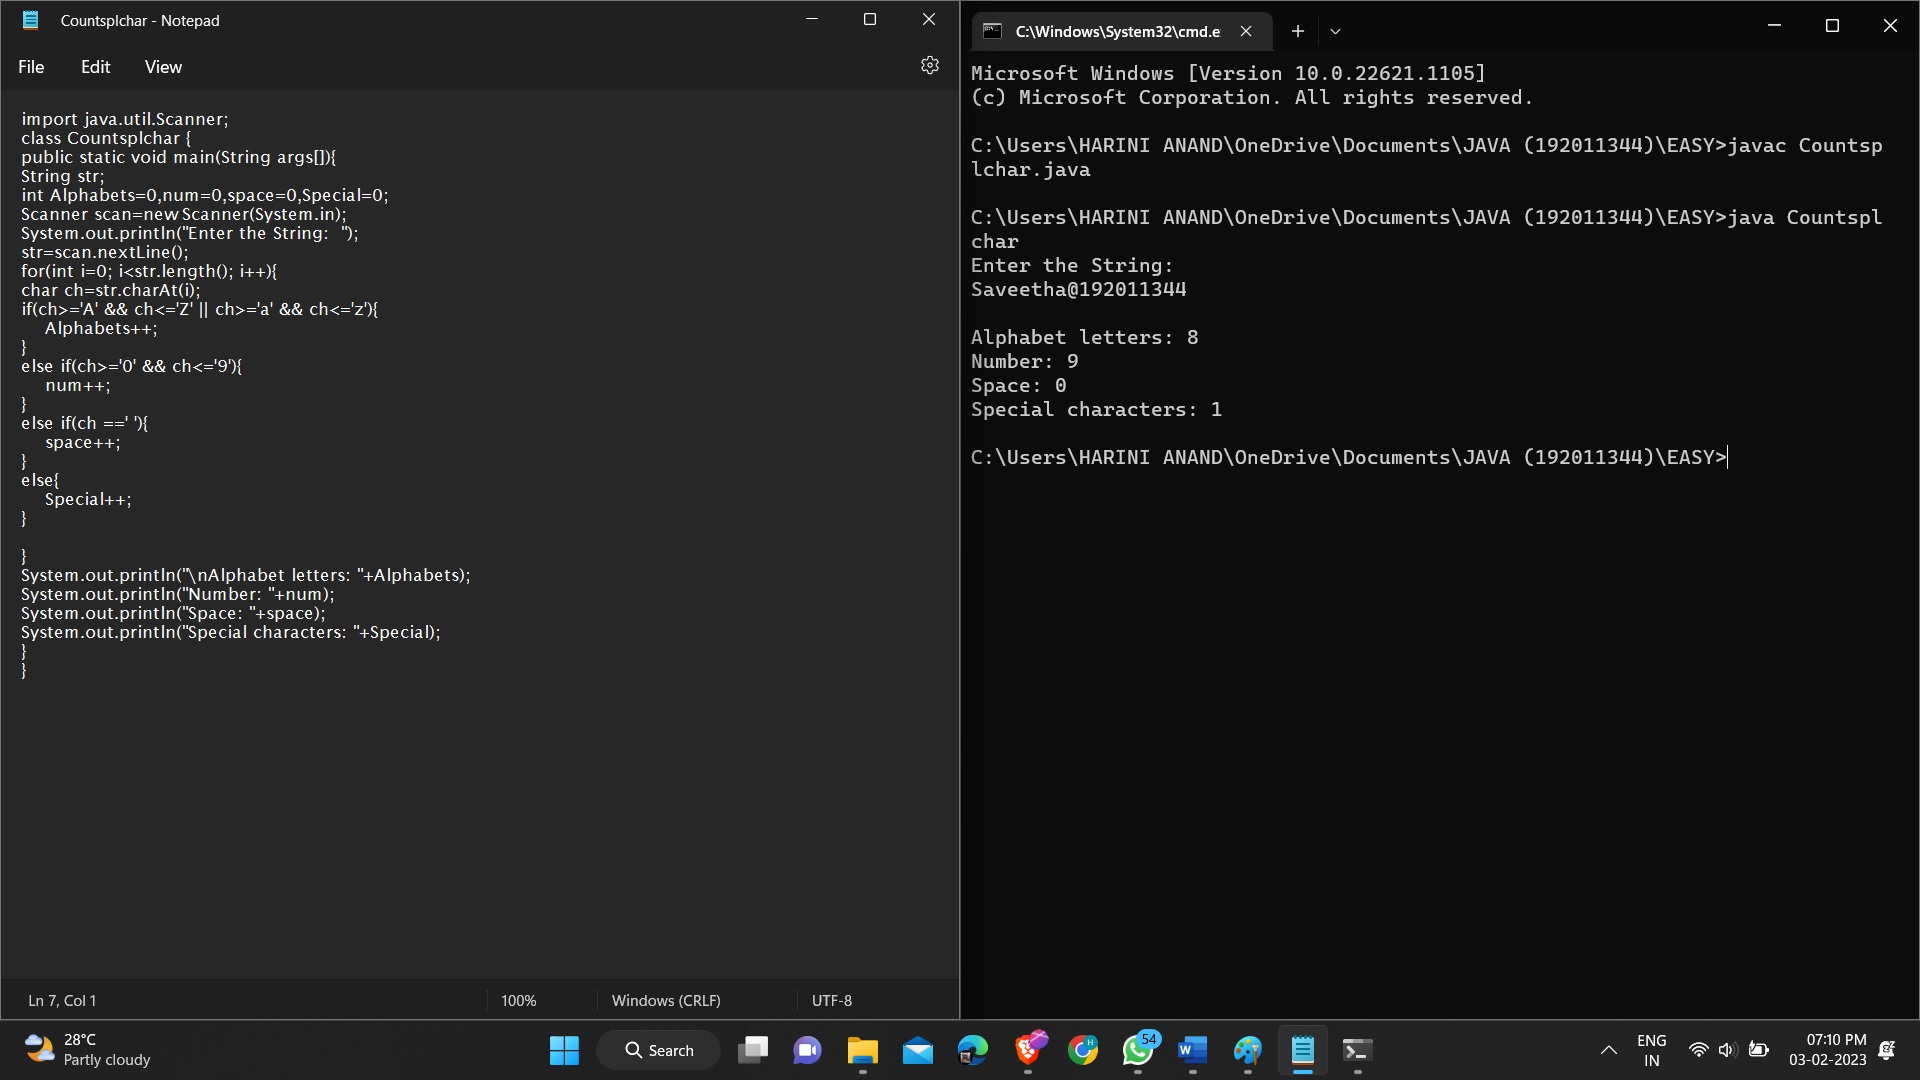 Countsplchar - Notepad
File Edit View
import java.util.Scanner;
class Countsplchar {
public static void main(String args[]){
String str;
int Alphabets=0,num=0,space=0,Special=0;
Scanner scan=new Scanner(System.in);
System.out.println("Enter the String:  ");
str=scan.nextLine();
for(int i=0; i<str.length(); i++){
char ch=str.charAt(i);
if(ch>='A' && ch<='Z' || ch>='a' && ch<='z'){
Alphabets++;
}
else if(ch>='0' && ch<='9'){
num++;
}
else if(ch ==' '){
space++;
}
else{
Special++;
}
}
System.out.println("\nAlphabet letters: "+Alphabets);
System.out.println("Number: "+num);
System.out.println("Space: "+space);
System.out.println("Special characters: "+Special);
}
}
Ln 7, Col 1 100% Windows (CRLF) UTF-8
C:\Windows\System32\cmd.e
Microsoft Windows [Version 10.0.22621.1105]
(c) Microsoft Corporation. All rights reserved.
C:\Users\HARINI ANAND\OneDrive\Documents\JAVA (192011344)\EASY>javac Countsp
lchar.java
C:\Users\HARINI ANAND\OneDrive\Documents\JAVA (192011344)\EASY>java Countspl
char
Enter the String:
Saveetha@192011344
Alphabet letters: 8
Number: 9
Space: 0
Special characters: 1
C:\Users\HARINI ANAND\OneDrive\Documents\JAVA (192011344)\EASY>
28°C
Partly cloudy
Search
54
ENG
IN
07:10 PM
03-02-2023